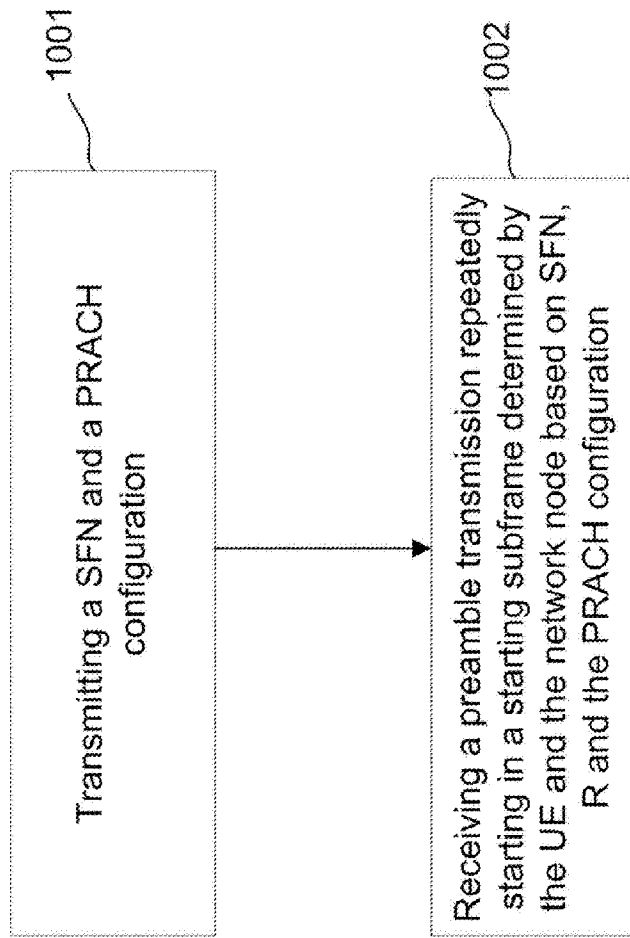 Transmitting a SFN and a PRACH
configuration
1001
Receiving a preamble transmission repeatedly
starting in a starting subframe determined by
the UE and the network node based on SFN,
R and the PRACH configuration
1002